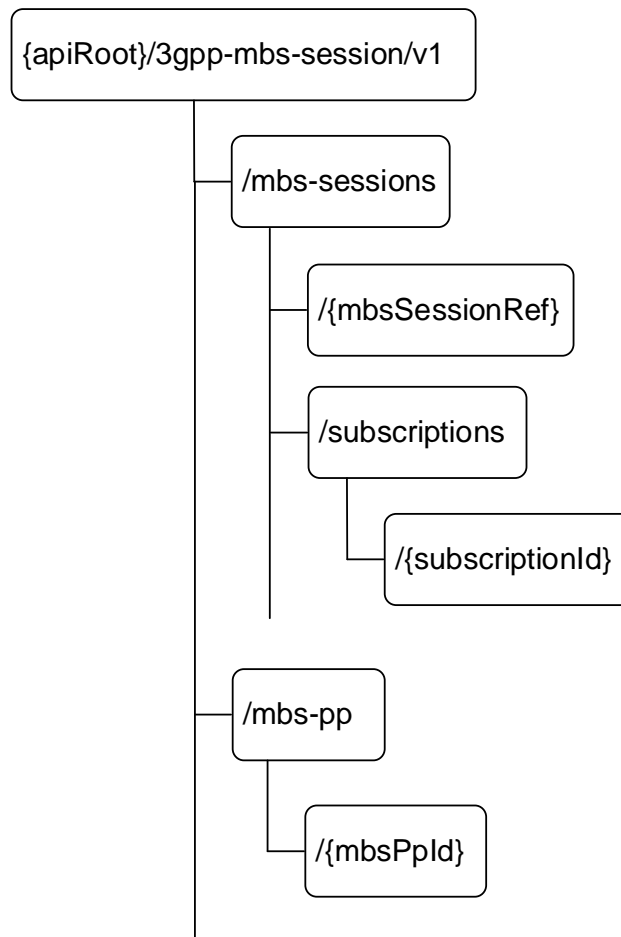 {apiRoot}/3gpp-mbs-session/v1
/mbs-sessions
/{mbsSessionRef}
/subscriptions
/{subscriptionId}
/mbs-pp
/{mbsPpId}